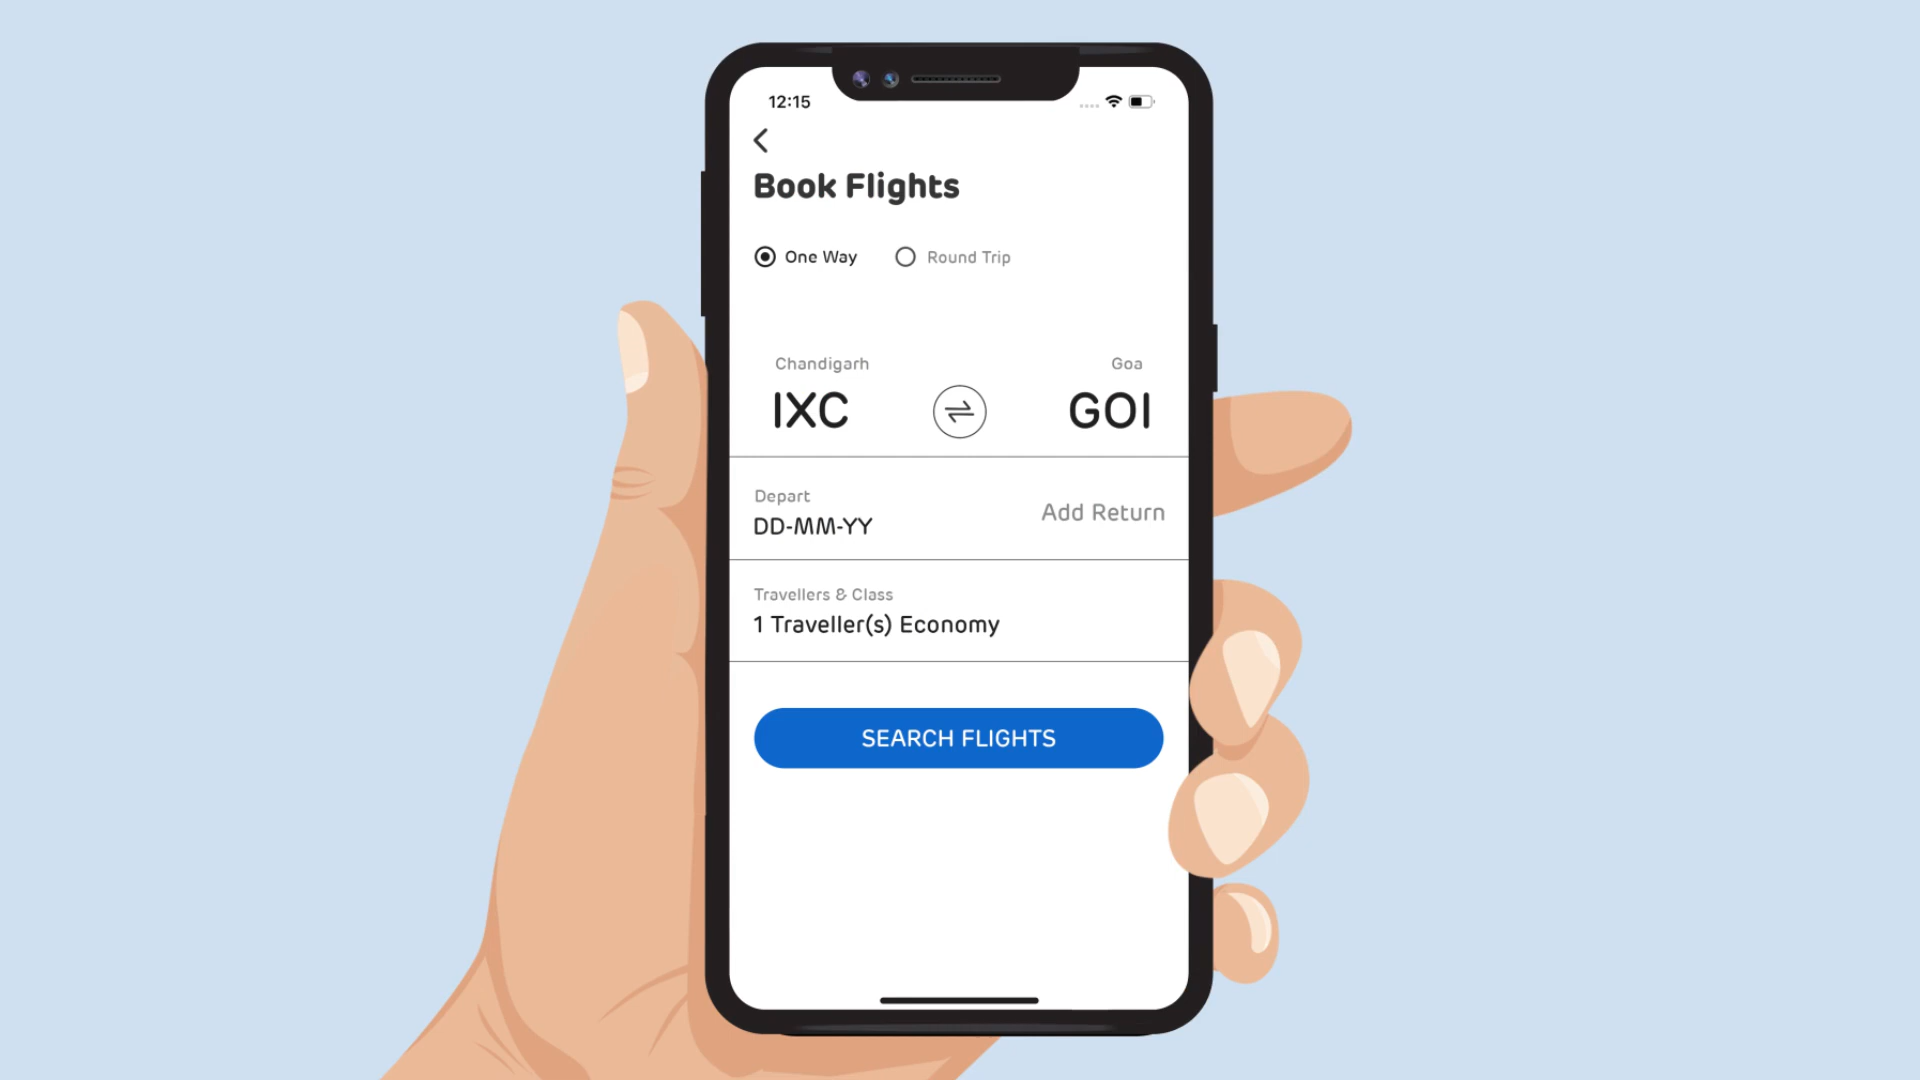 12:15
Book Flights
One Way Round Trip
Chandigarh Goa
IXC GOI
Depart
DD-MM-YY Add Return
Travellers & Class
1 Traveller(s) Economy
SEARCH FLIGHTS